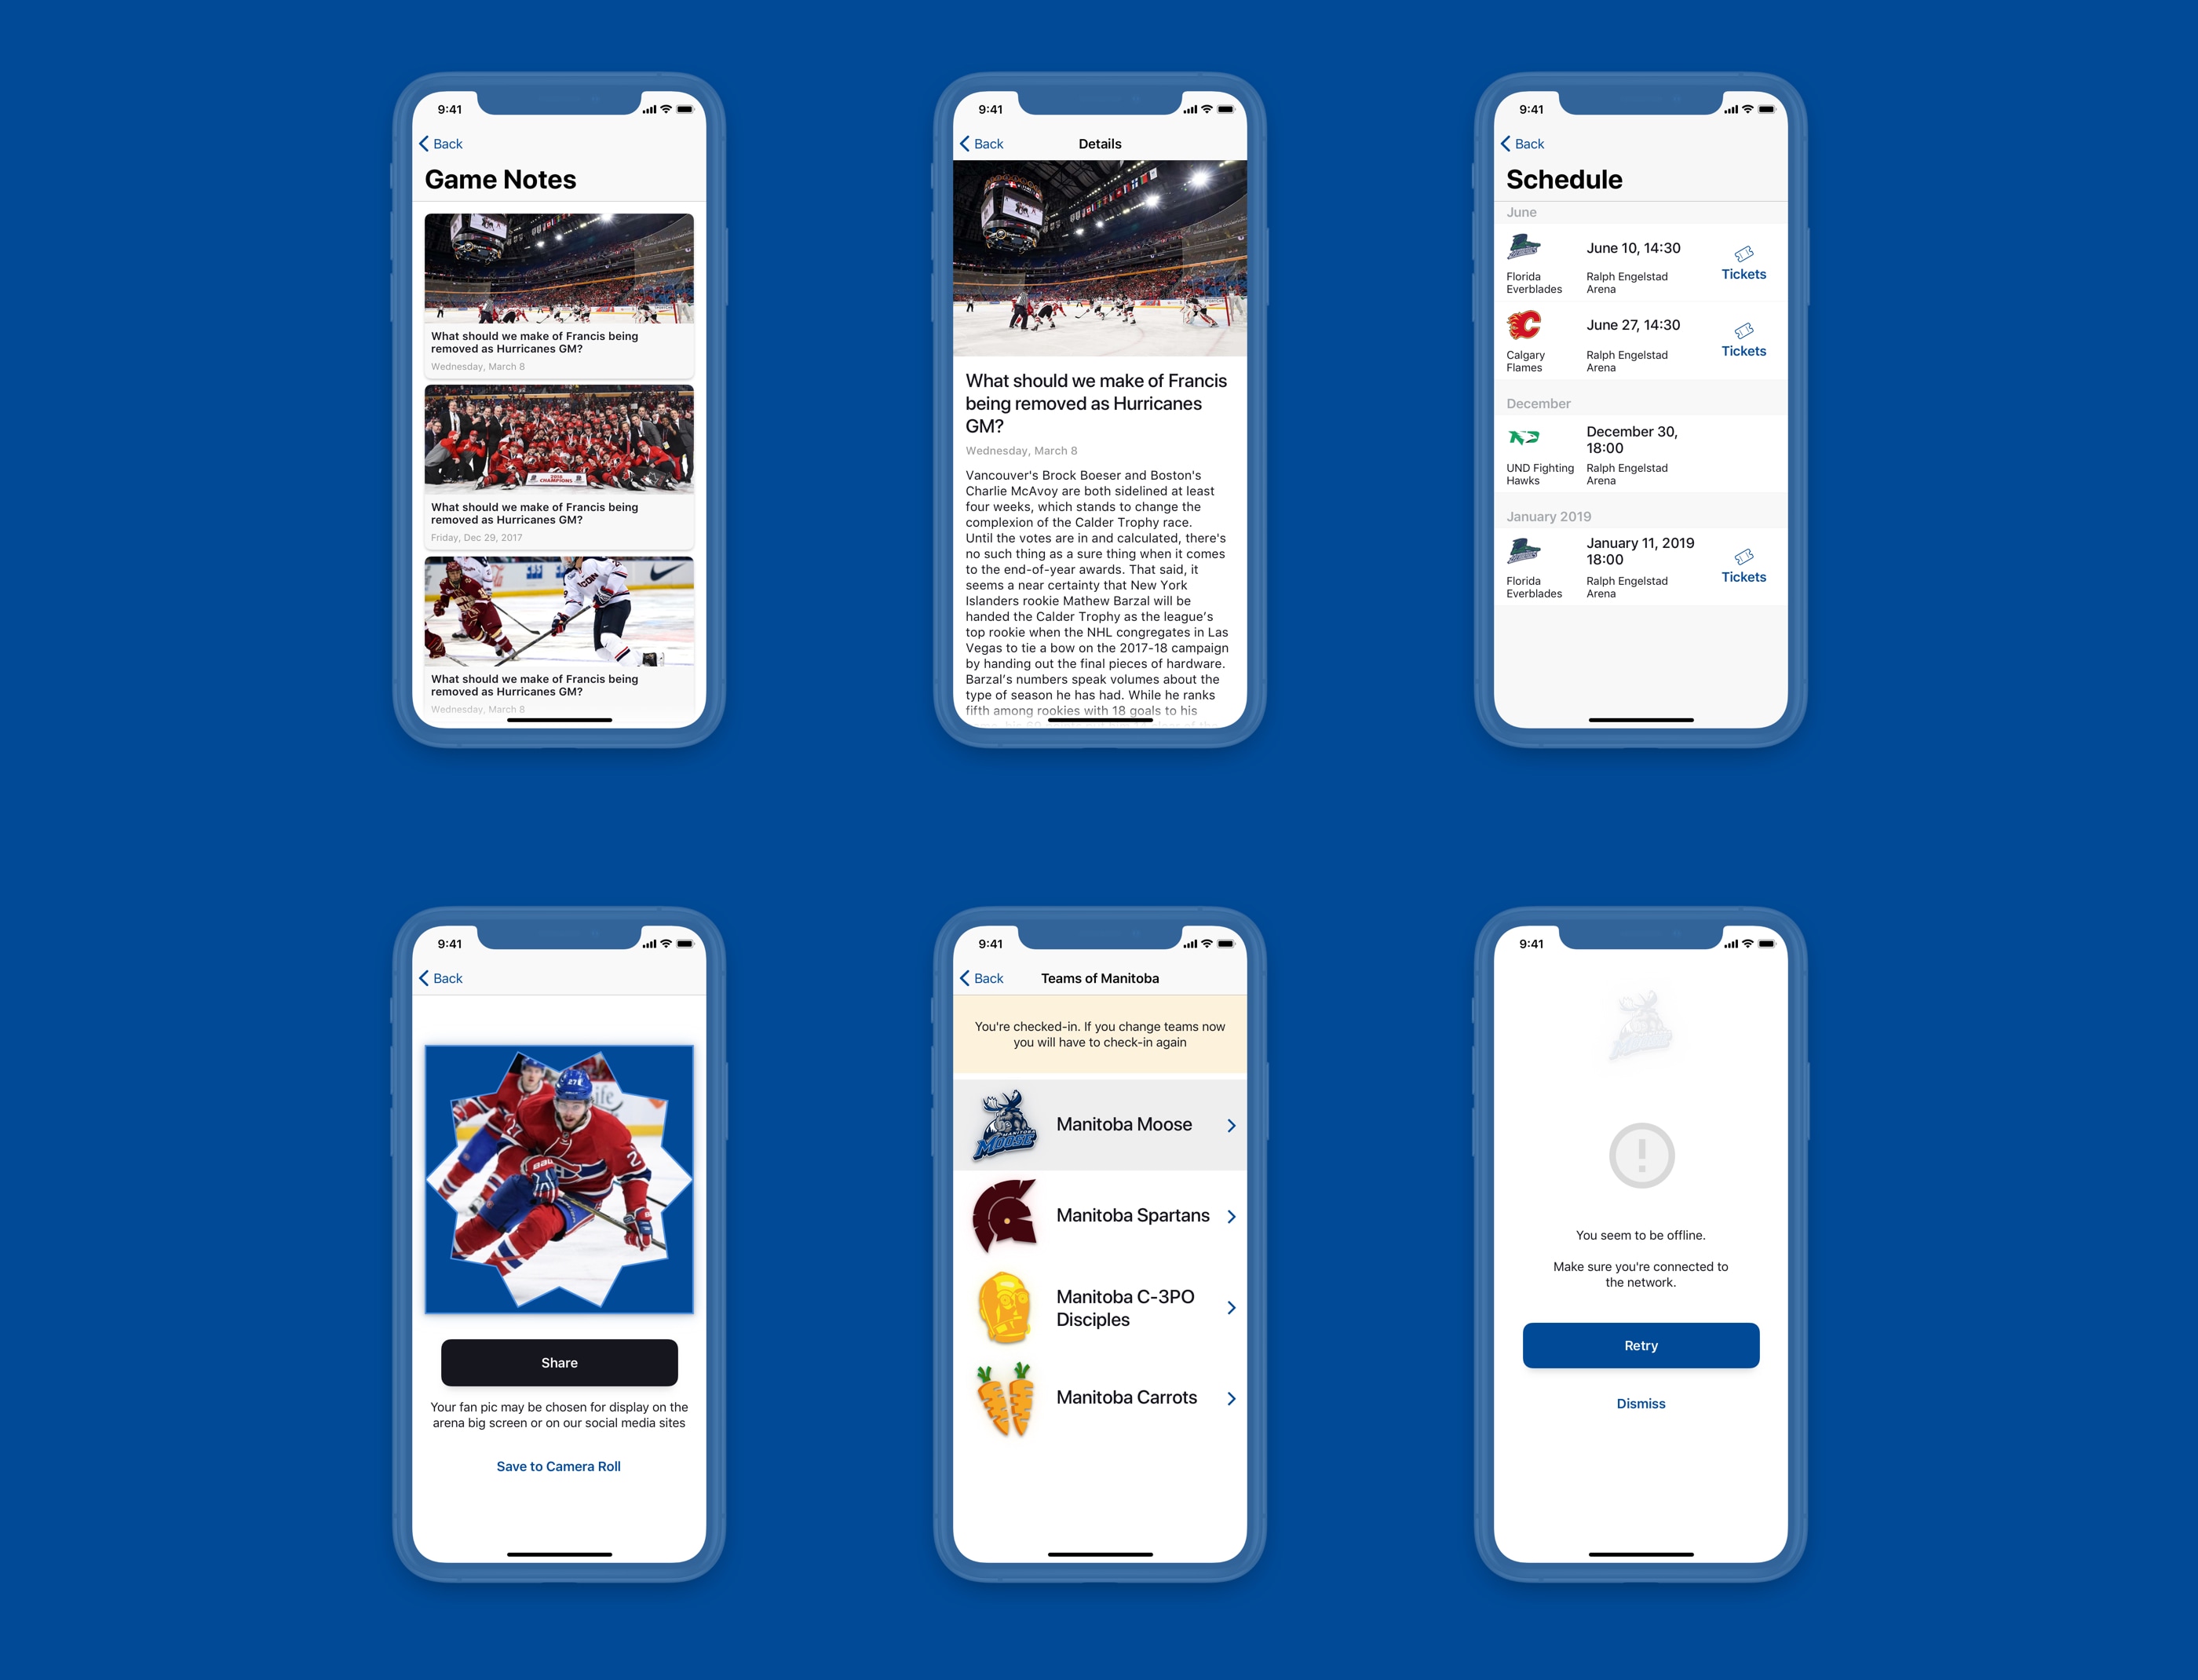 9:41
Back
Game Notes
What should we make of Francis being
removed as Hurricanes GM?
Wednesday, March 8
2018
CHAMPIONS
What should we make of Francis being
removed as Hurricanes GM?
Friday, Dec 29, 2017
UCONN
What should we make of Francis being
removed as Hurricanes GM?
Wednesday, March 8
9:41
Back
Details
What should we make of Francis
being removed as Hurricanes
GM?
Wednesday, March 8
Vancouver's Brock Boeser and Boston's
Charlie McAvoy are both sidelined at least
four weeks, which stands to change the
complexion of the Calder Trophy race.
Until the votes are in and calculated, there's
no such thing as a sure thing when it comes
to the end-of-year awards. That said, it
seems a near certainty that New York
Islanders rookie Mathew Barzal will be
handed the Calder Trophy as the league's
top rookie when the NHL congregates in Las
Vegas to tie a bow on the 2017-18 campaign
by handing out the final pieces of hardware.
Barzal's numbers speak volumes about the
type of season he has had. While he ranks
fifth among rookies with 18 goals to his
9:41
Back
Schedule
June
June 10, 14:30
Florida
Everblades
Ralph Engelstad
Arena
Tickets
June 27, 14:30
Calgary
Flames
Ralph Engelstad
Arena
Tickets
December
December 30,
18:00
UND Fighting
Hawks
Ralph Engelstad
Arena
January 2019
January 11, 2019
18:00
Florida
Everblades
Ralph Engelstad
Arena
Tickets
9:41
Back
27
27
2
Share
Your fan pic may be chosen for display on the
arena big screen or on our social media sites
Save to Camera Roll
9:41
Back
Teams of Manitoba
You're checked-in. If you change teams now
you will have to check-in again
MANITOBA
MOOSE
Manitoba Moose
Manitoba Spartans
Manitoba C-3PO
Disciples
Manitoba Carrots
9:41
MOOSE
You seem to be offline.
Make sure you're connected to
the network.
Retry
Dismiss